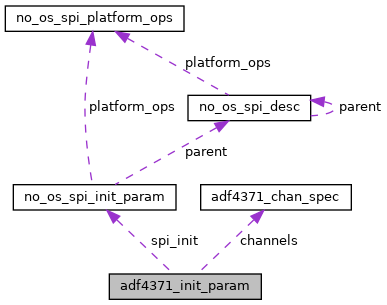 no_os_spi_platform_ops
platform_ops
no_os_spi_desc
parent
platform_ops
parent
no_os_spi_init_param
adf4371_chan_spec
spi_init
channels
adf4371_init_param